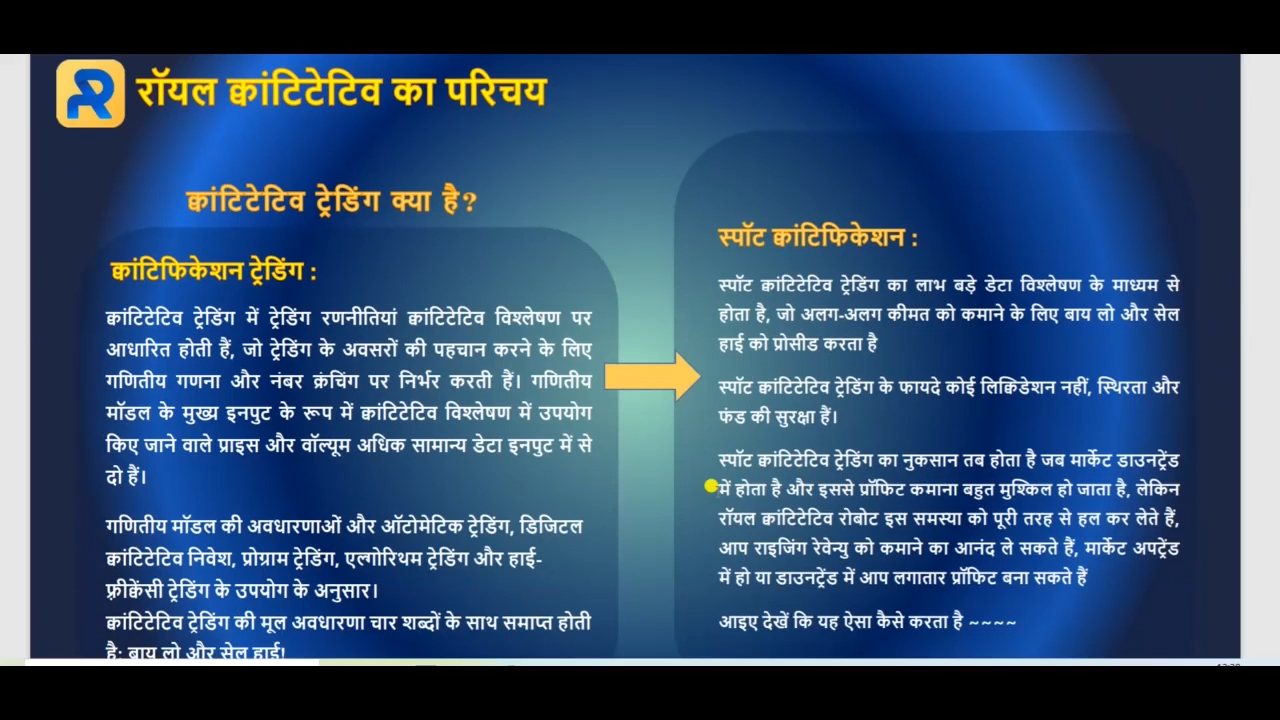 रॉयल क्वांटिटेटिव का परिचय
क्वांटिटेटिव ट्रेडिंग क्या है?
क्वांटिफिकेशन ट्रेडिंग :
क्वांटिटेटिव ट्रेडिंग में ट्रेडिंग रणनीतियां क्वांटिटेटिव विश्लेषण पर
आधारित होती हैं, जो ट्रेडिंग के अवसरों की पहचान करने के लिए
गणितीय गणना और नंबर क्रंचिंग पर निर्भर करती हैं। गणितीय
मॉडल के मुख्य इनपुट के रूप में क्वांटिटेटिव विश्लेषण में उपयोग
किए जाने वाले प्राइस और वॉल्यूम अधिक सामान्य डेटा इनपुट में से
दो हैं।
गणितीय मॉडल की अवधारणाओं और ऑटोमेटिक ट्रेडिंग, डिजिटल
क्वांटिटेटिव निवेश, प्रोग्राम ट्रेडिंग, एल्गोरिथम ट्रेडिंग और हाई-
फ़्रीक्वेंसी ट्रेडिंग के उपयोग के अनुसार।
क्वांटिटेटिव ट्रेडिंग की मूल अवधारणा चार शब्दों के साथ समाप्त होती
है: बाय लो और सेल हाई!
स्पॉट क्वांटिफिकेशन :
स्पॉट क्वांटिटेटिव ट्रेडिंग का लाभ बड़े डेटा विश्लेषण के माध्यम से
होता है, जो अलग-अलग कीमत को कमाने के लिए बाय लो और सेल
हाई को प्रोसीड करता है
स्पॉट क्वांटिटेटिव ट्रेडिंग के फायदे कोई लिक्विडेशन नहीं, स्थिरता और
फंड की सुरक्षा हैं।
स्पॉट क्वांटिटेटिव ट्रेडिंग का नुकसान तब होता है जब मार्केट डाउनट्रेंड
में होता है और इससे प्रॉफिट कमाना बहुत मुश्किल हो जाता है, लेकिन
रॉयल क्वांटिटेटिव रोबोट इस समस्या को पूरी तरह से हल कर लेते हैं,
आप राइजिंग रेवेन्यु को कमाने का आनंद ले सकते हैं, मार्केट अपट्रेंड
में हो या डाउनट्रेंड में आप लगातार प्रॉफिट बना सकते हैं
आइए देखें कि यह ऐसा कैसे करता है ~~~~